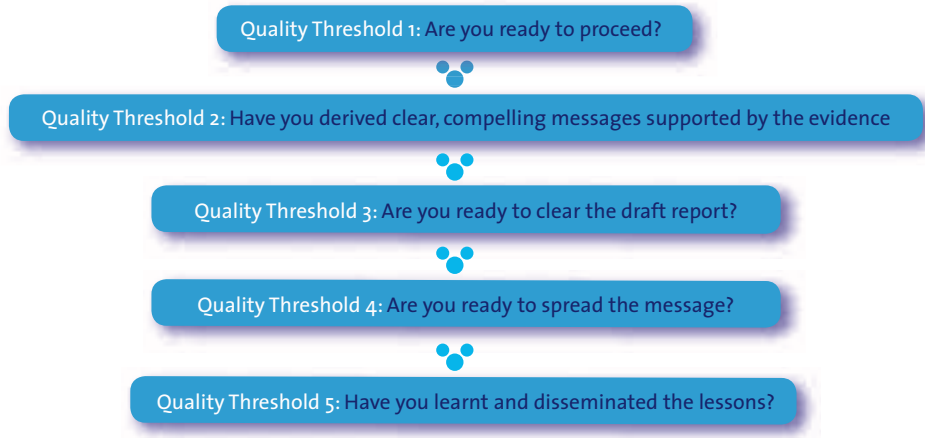 Quality Threshold 1: Are you ready to proceed?
Quality Threshold 2: Have you derived clear, compelling messages supported by the evidence
Quality Threshold 3: Are you ready to clear the draft report?
Quality Threshold 4: Are you ready to spread the message?
Quality Threshold 5: Have you learnt and disseminated the lessons?